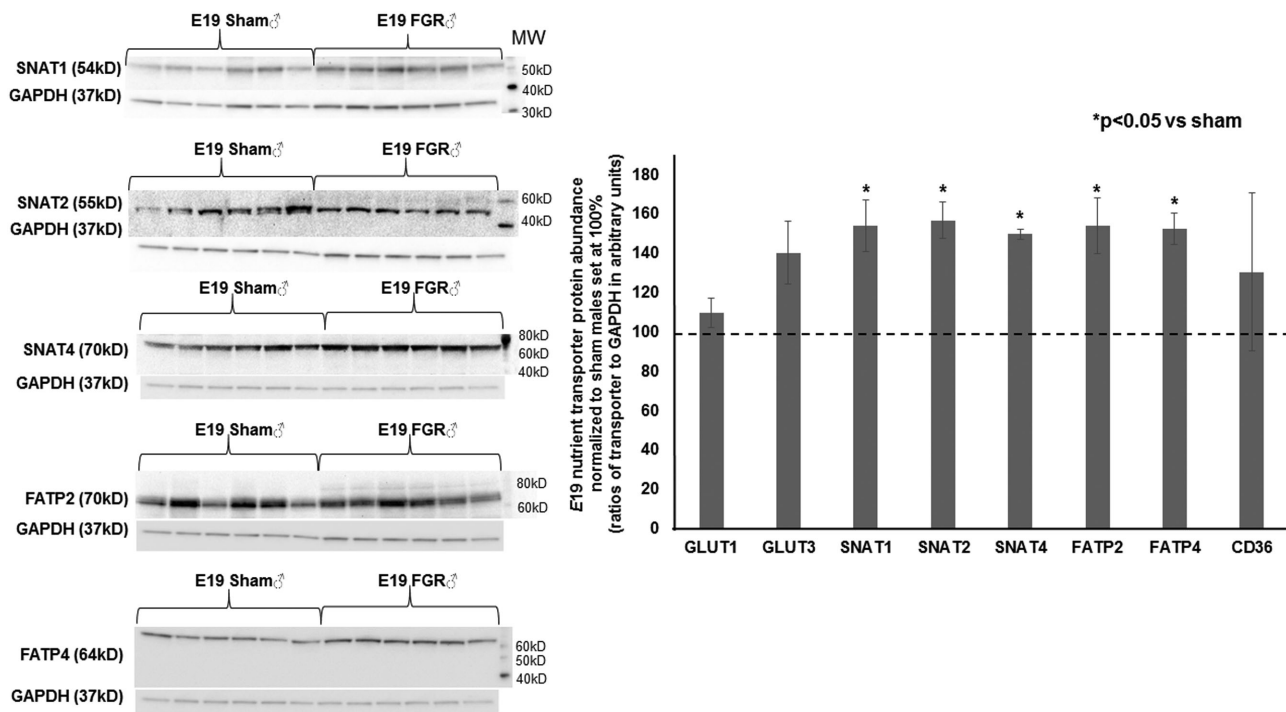 E19 Sham♂ E19 FGR♂
MW
SNAT1 (54kD)
50kD
40kD
GAPDH (37kD)
30kD
E19 Sham♂ E19 FGR♂
SNAT2 (55kD)
60kD
40kD
GAPDH (37kD)
E19 Sham♂ E19 FGR♂
SNAT4 (70kD)
80kD
60kD
40kD
GAPDH (37kD)
E19 Sham♂ E19 FGR♂
FATP2 (70kD)
80kD
60kD
GAPDH (37kD)
E19 Sham♂ E19 FGR♂
FATP4 (64kD)
60kD
50kD
40kD
GAPDH (37kD)
*p<0.05 vs sham
E19 nutrient transporter protein abundance
normalized to sham males set at 100%
(ratios of transporter to GAPDH in arbitrary units)
180
160
140
120
100
80
60
40
20
0
* * * * *
GLUT1 GLUT3 SNAT1 SNAT2 SNAT4 FATP2 FATP4 CD36